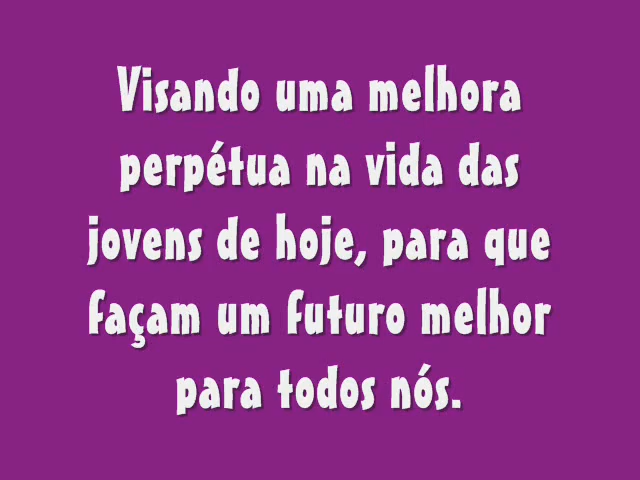 Visando uma melhora
perpétua na vida das
jovens de hoje, para que
façam um futuro melhor
para todos nós.